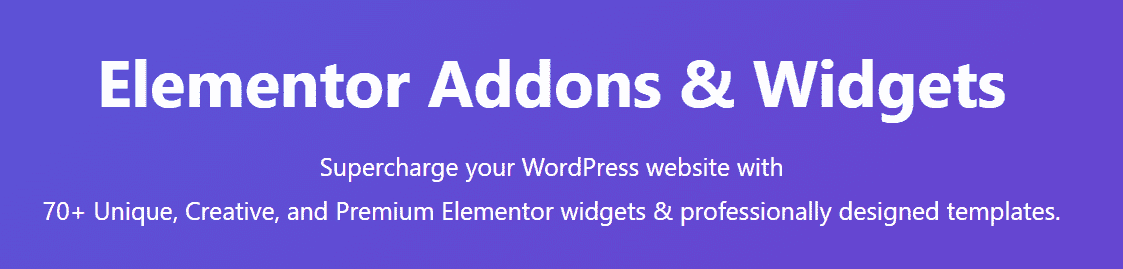 Elementor Addons & Widgets
Supercharge your WordPress website with
70+ Unique, Creative, and Premium Elementor widgets & professionally designed templates.